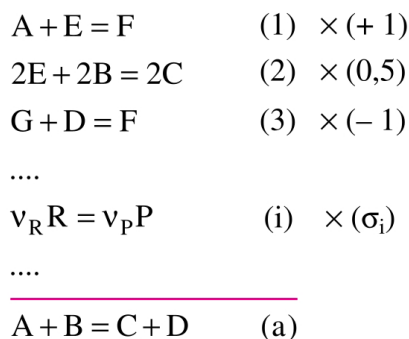 A + E = F (1) × (+ 1)
2E + 2B = 2C (2) × (0,5)
G + D = F (3) × (– 1)
....
ν_R R = ν_P P (i) × (σ_i)
....
A + B = C + D (a)